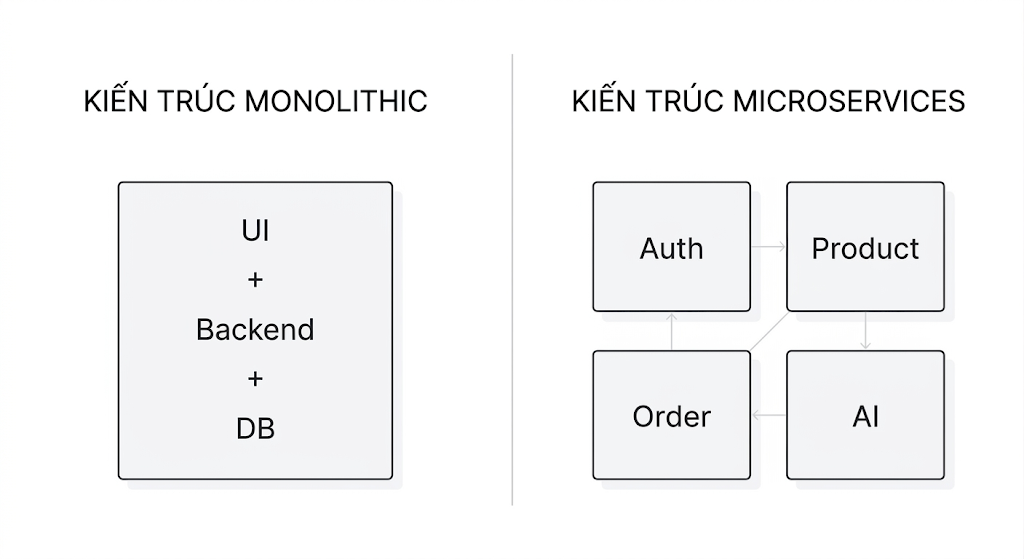 KIẾN TRÚC MONOLITHIC
UI
+
Backend
+
DB
KIẾN TRÚC MICROSERVICES
Auth
Product
Order
AI